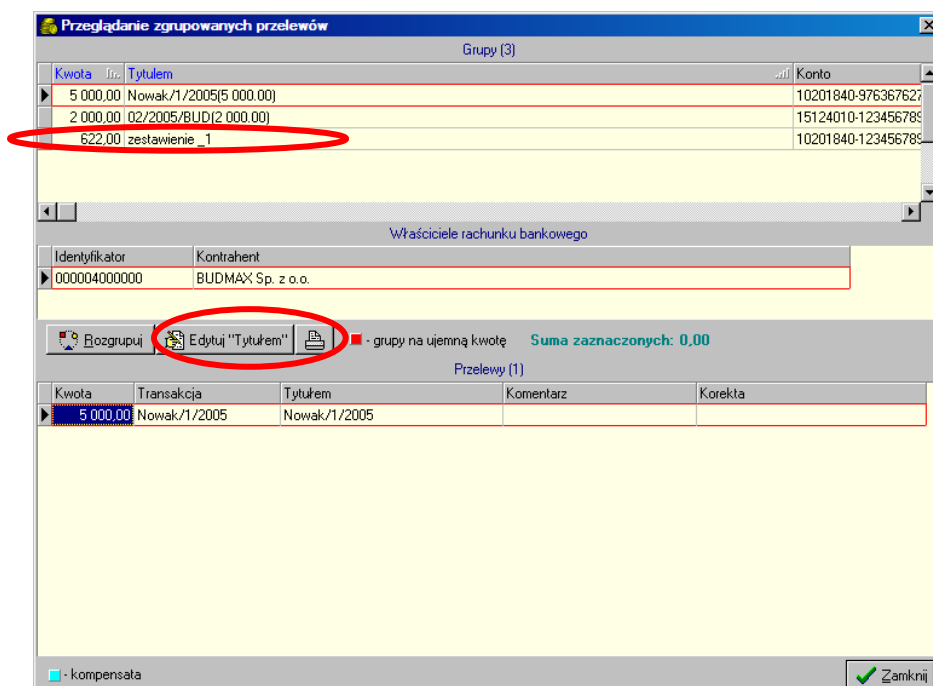 Przeglądanie zgrupowanych przelewów
Grupy (3)
Kwota Tytułem Konto
5 000,00 Nowak/1/2005(5 000.00) 10201840-976367627
2 000,00 02/2005/BUD(2 000.00) 15124010-123456789
622,00 zestawienie _1 10201840-123456789
Właściciele rachunku bankowego
Identyfikator Kontrahent
000004000000 BUDMAX Sp. z o.o.
Rozgrupuj Edytuj "Tytułem" - grupy na ujemną kwotę Suma zaznaczonych: 0,00
Przelewy (1)
Kwota Transakcja Tytułem Komentarz Korekta
5 000,00 Nowak/1/2005 Nowak/1/2005
- kompensata Zamknij